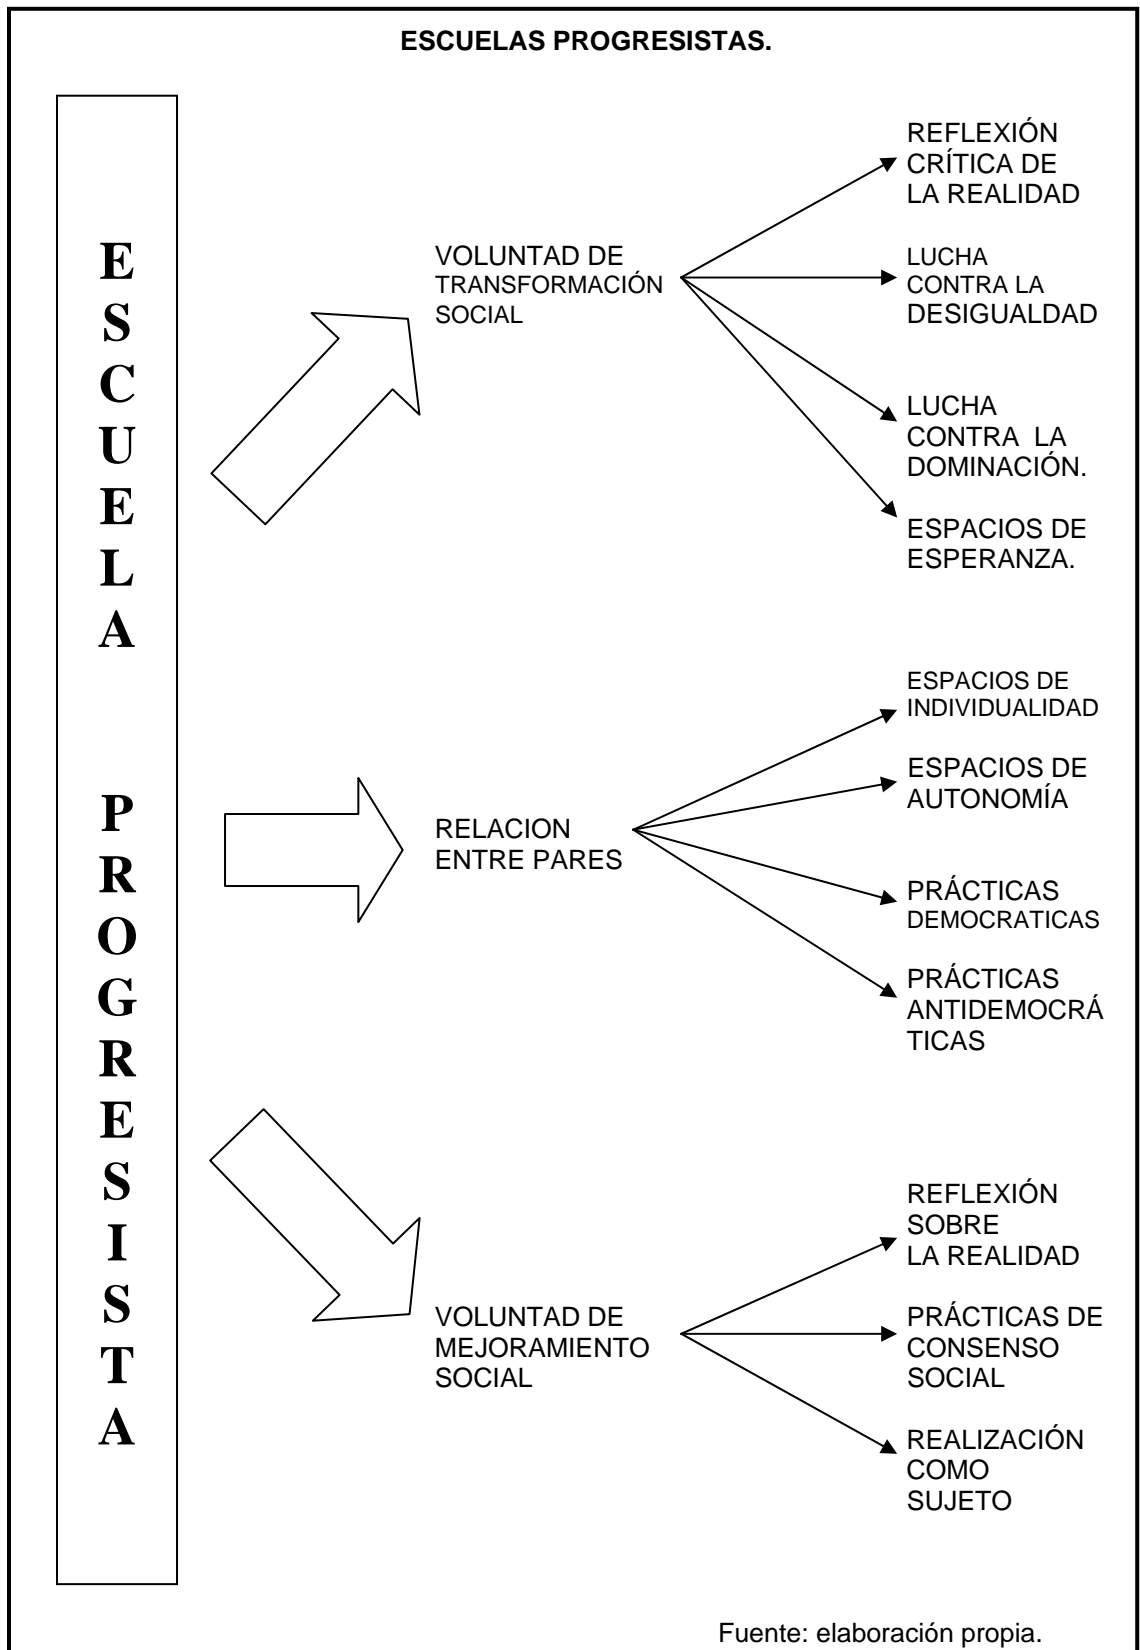 ESCUELAS PROGRESISTAS.
ESCUELA
PROGRESISTA
VOLUNTAD DE
TRANSFORMACIÓN
SOCIAL
REFLEXIÓN
CRÍTICA DE
LA REALIDAD
LUCHA
CONTRA LA
DESIGUALDAD
LUCHA
CONTRA LA
DOMINACIÓN.
ESPACIOS DE
ESPERANZA.
RELACION
ENTRE PARES
ESPACIOS DE
INDIVIDUALIDAD
ESPACIOS DE
AUTONOMÍA
PRÁCTICAS
DEMOCRATICAS
PRÁCTICAS
ANTIDEMOCRÁ
TICAS
VOLUNTAD DE
MEJORAMIENTO
SOCIAL
REFLEXIÓN
SOBRE
LA REALIDAD
PRÁCTICAS DE
CONSENSO
SOCIAL
REALIZACIÓN
COMO
SUJETO
Fuente: elaboración propia.